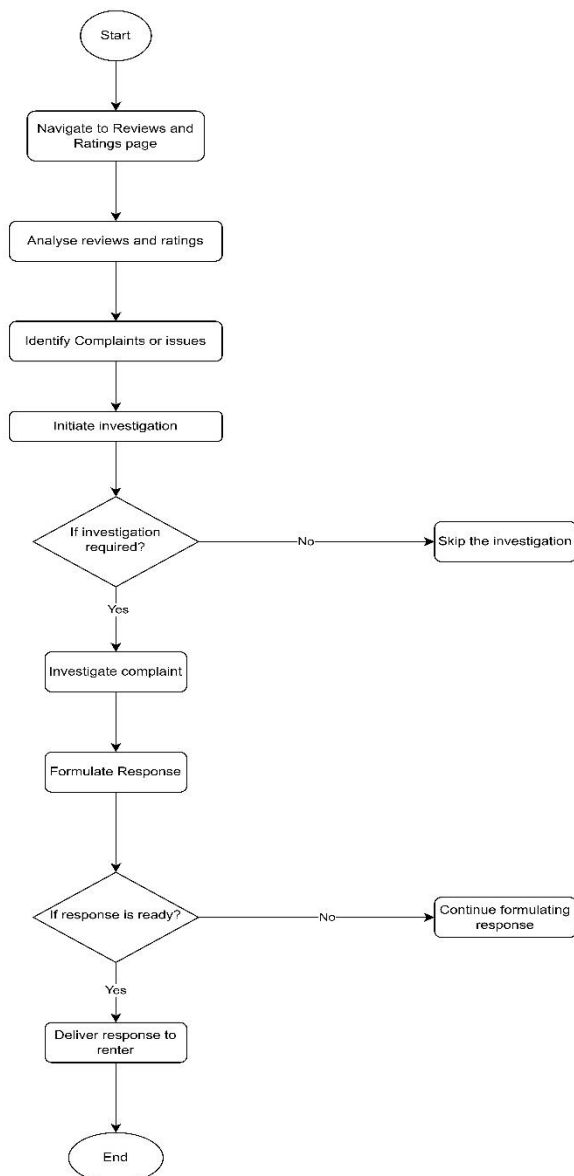 Start
Navigate to Reviews and
Ratings page
Analyse reviews and ratings
Identify Complaints or issues
Initiate investigation
If investigation
required?
No
Skip the investigation
Yes
Investigate complaint
Formulate Response
If response is ready?
No
Continue formulating
response
Yes
Deliver response to
renter
End